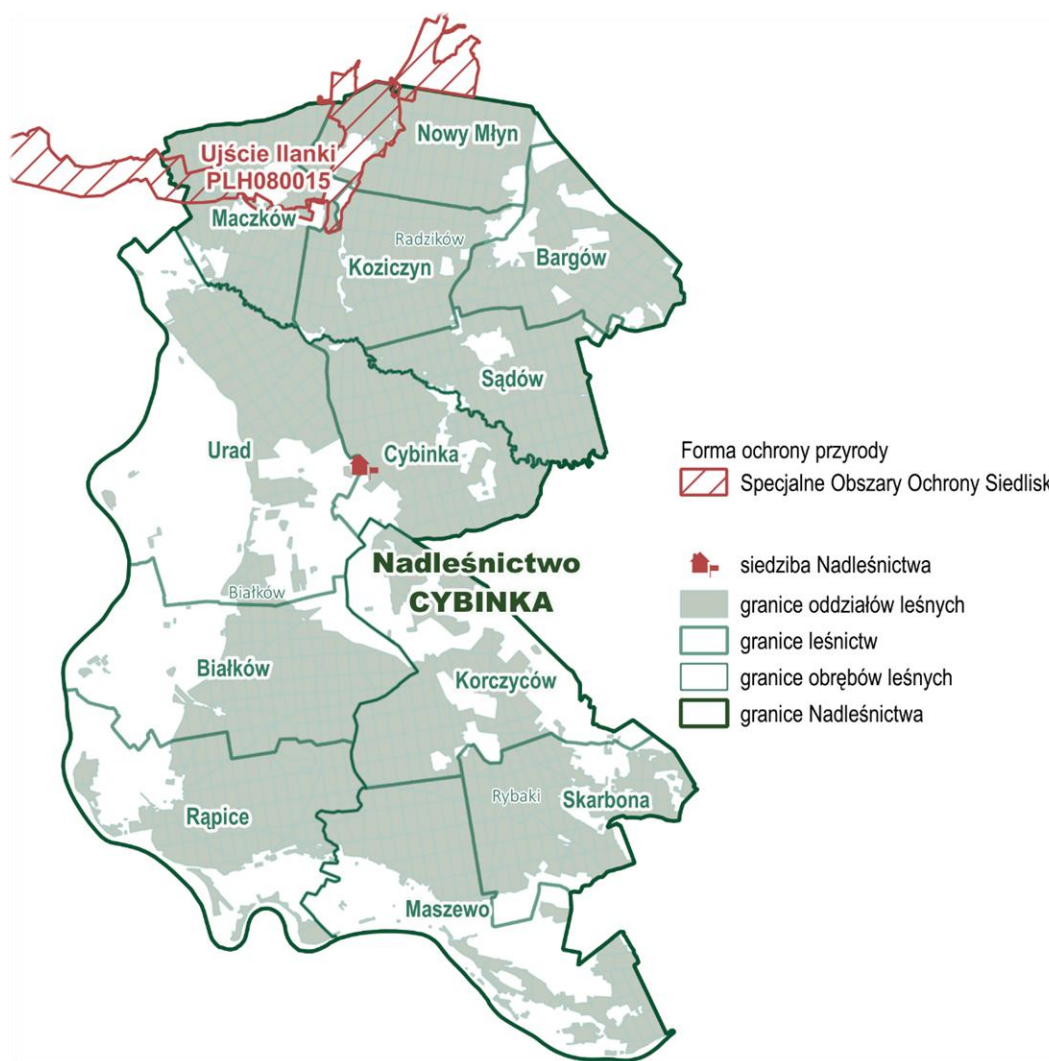 Nowy Młyn
Ujście Ilanki
PLH080015
Maczków
Radzików
Koziczyn
Bargów
Sądów
Urad
Cybinka
Forma ochrony przyrody
Specjalne Obszary Ochrony Siedlisk
Nadleśnictwo
CYBINKA
siedziba Nadleśnictwa
Białków
granice oddziałów leśnych
granice leśnictw
Białków
Korczyców
granice obrębów leśnych
granice Nadleśnictwa
Rybaki
Skarbona
Rąpice
Maszewo